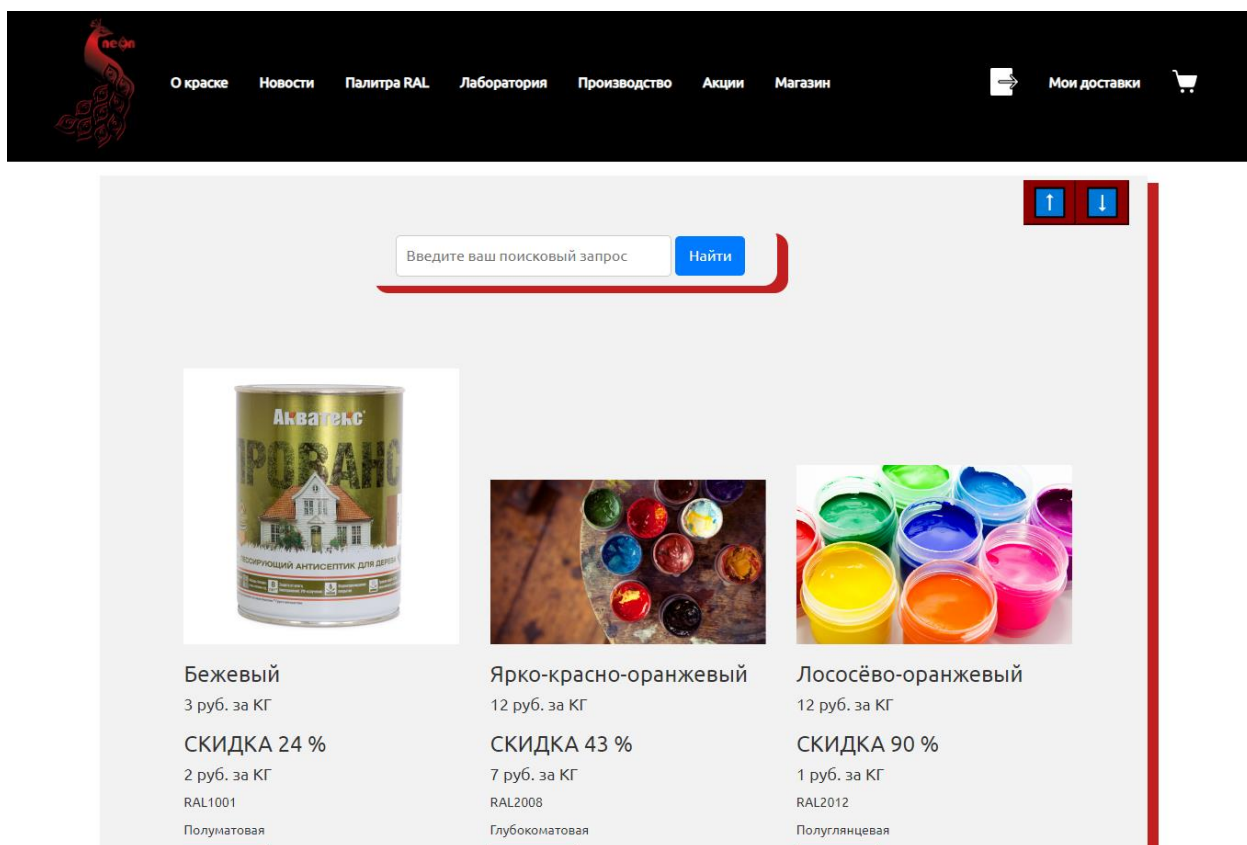 neon
О краске Новости Палитра RAL Лаборатория Производство Акции Магазин Мои доставки
↑ ↓
Введите ваш поисковый запрос Найти
Акватекс
ПРОВАНС
АНТИСЕПТИК ДЛЯ ДЕРЕВА
Бежевый Ярко-красно-оранжевый Лососёво-оранжевый
3 руб. за КГ 12 руб. за КГ 12 руб. за КГ
СКИДКА 24 % СКИДКА 43 % СКИДКА 90 %
2 руб. за КГ 7 руб. за КГ 1 руб. за КГ
RAL1001 RAL2008 RAL2012
Полуматовая Глубокоматовая Полуглянцевая